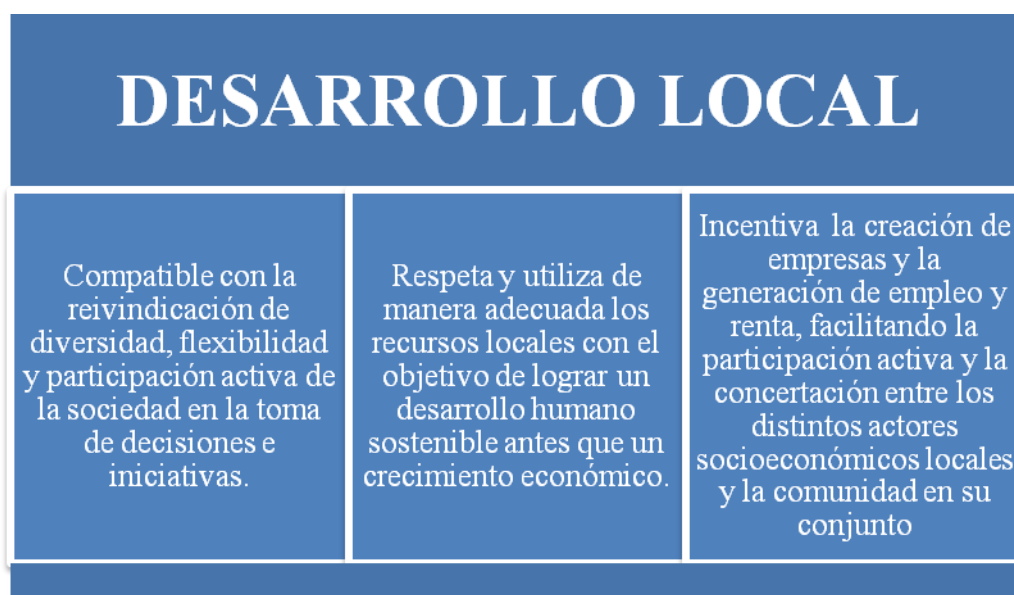 DESARROLLO LOCAL
Compatible con la
reivindicación de
diversidad, flexibilidad
y participación activa de
la sociedad en la toma
de decisiones e
iniciativas.
Respeta y utiliza de
manera adecuada los
recursos locales con el
objetivo de lograr un
desarrollo humano
sostenible antes que un
crecimiento económico.
Incentiva la creación de
empresas y la
generación de empleo y
renta, facilitando la
participación activa y la
concertación entre los
distintos actores
socioeconómicos locales
y la comunidad en su
conjunto